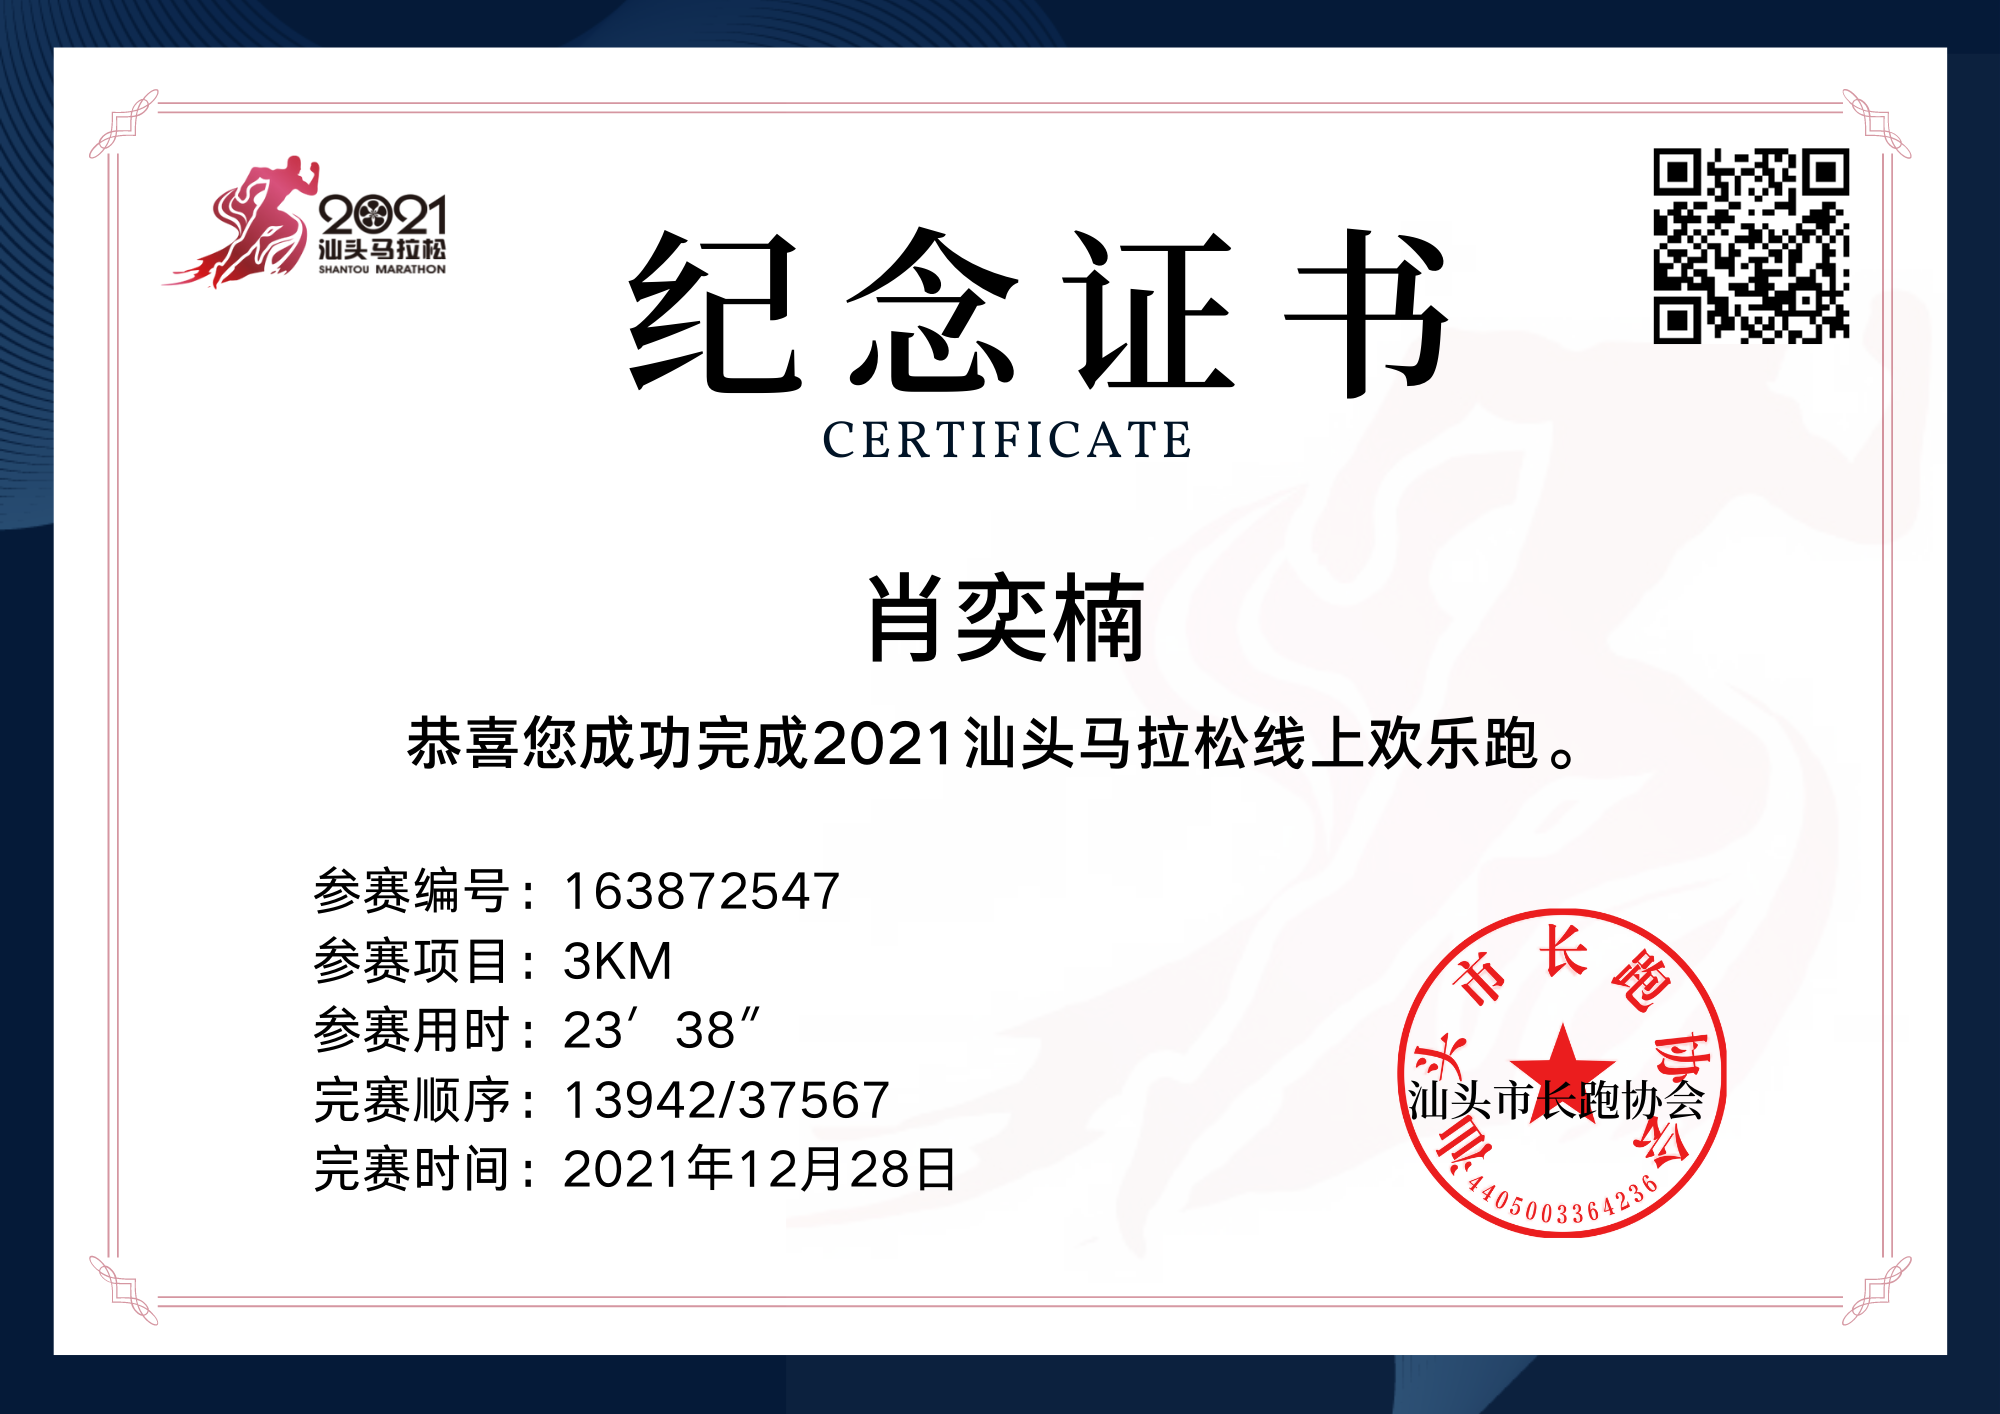 2021
汕头马拉松
SHANTOU MARATHON
纪念证书
CERTIFICATE
肖奕楠
恭喜您成功完成2021汕头马拉松线上欢乐跑。
参赛编号：163872547
参赛项目：3KM
参赛用时：23′38″
完赛顺序：13942/37567
完赛时间：2021年12月28日
汕头市长跑协会
汕头市长跑协会
4405003364236